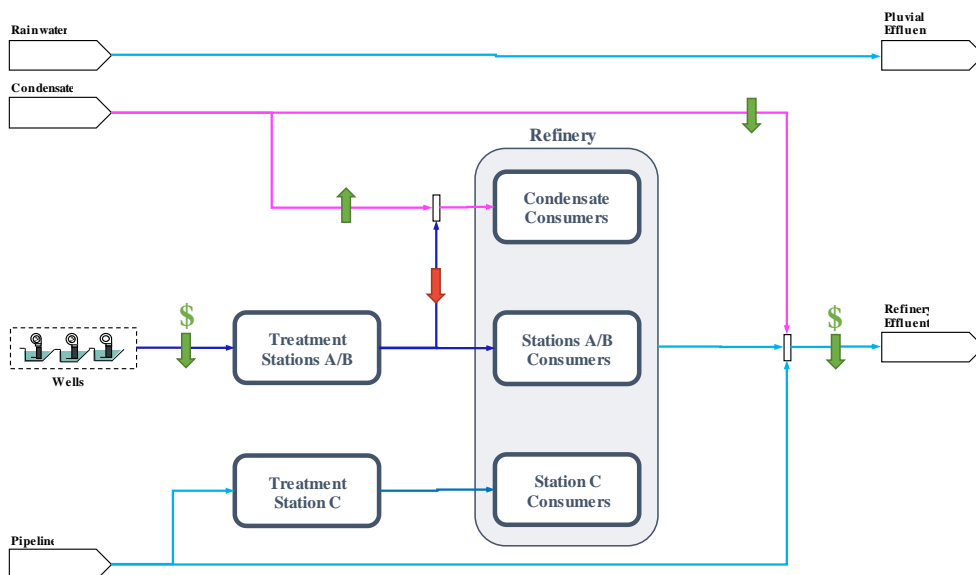 Rainwater
Pluvial
Effluen
Condensate
Refinery
Condensate
Consumers
$
$
Refinery
Effluent
Treatment
Stations A/B
Stations A/B
Consumers
Wells
Treatment
Station C
Station C
Consumers
Pipeline